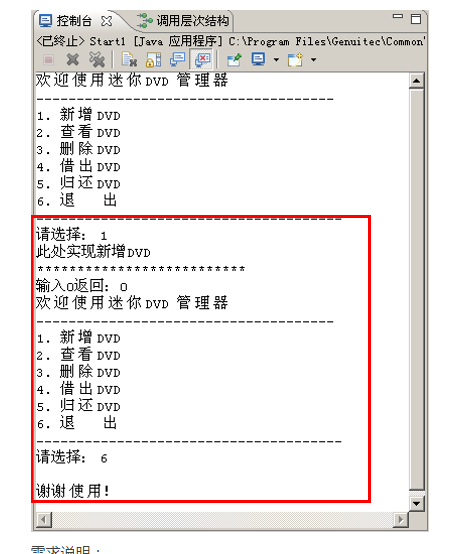 控制台 调用层次结构
<已终止> Start1 [Java 应用程序] C:\Program Files\Genuitec\Common'
欢迎使用迷你DVD 管理器
-------------------------------------
1. 新增DVD
2. 查看DVD
3. 删除DVD
4. 借出DVD
5. 归还DVD
6. 退 出
--------------------------------------
请选择: 1
此处实现新增DVD
**************************
输入0返回: 0
欢迎使用迷你DVD 管理器
-------------------------------------
1. 新增DVD
2. 查看DVD
3. 删除DVD
4. 借出DVD
5. 归还DVD
6. 退 出
--------------------------------------
请选择: 6
谢谢使用!
需求说明: